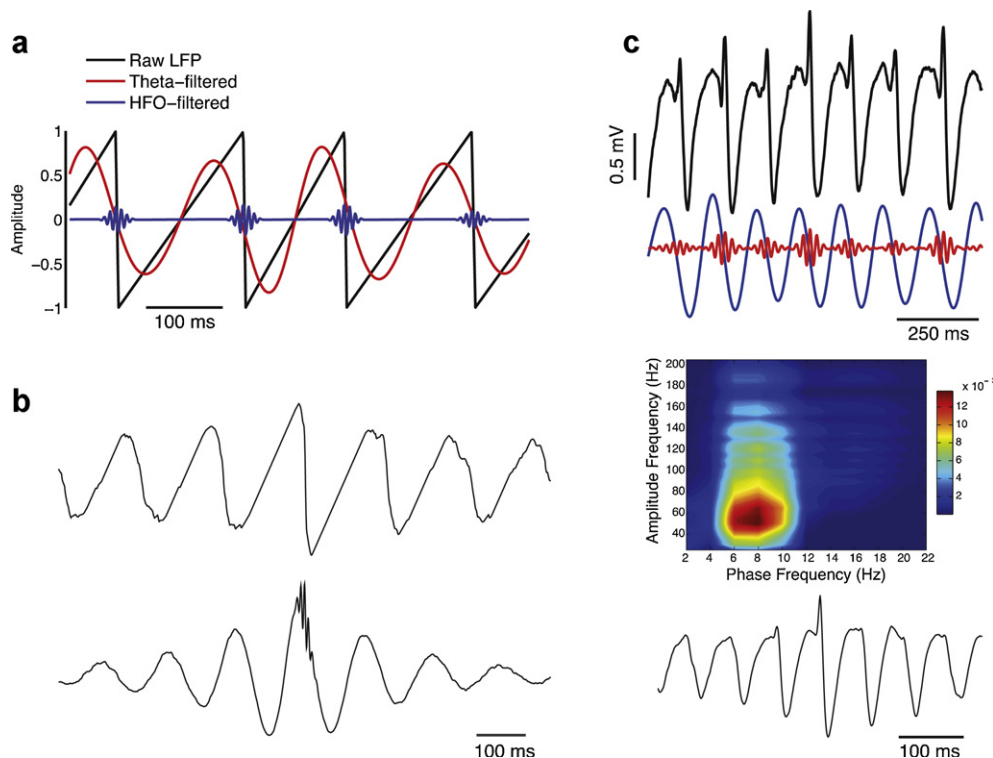 a
Raw LFP
Theta-filtered
HFO-filtered
Amplitude
1
0.5
0
−0.5
−1
100 ms
b
100 ms
c
0.5 mV
250 ms
Amplitude Frequency (Hz)
200
180
160
140
120
100
80
60
40
2 4 6 8 10 12 14 16 18 20 22
Phase Frequency (Hz)
12
10
8
6
4
2
100 ms